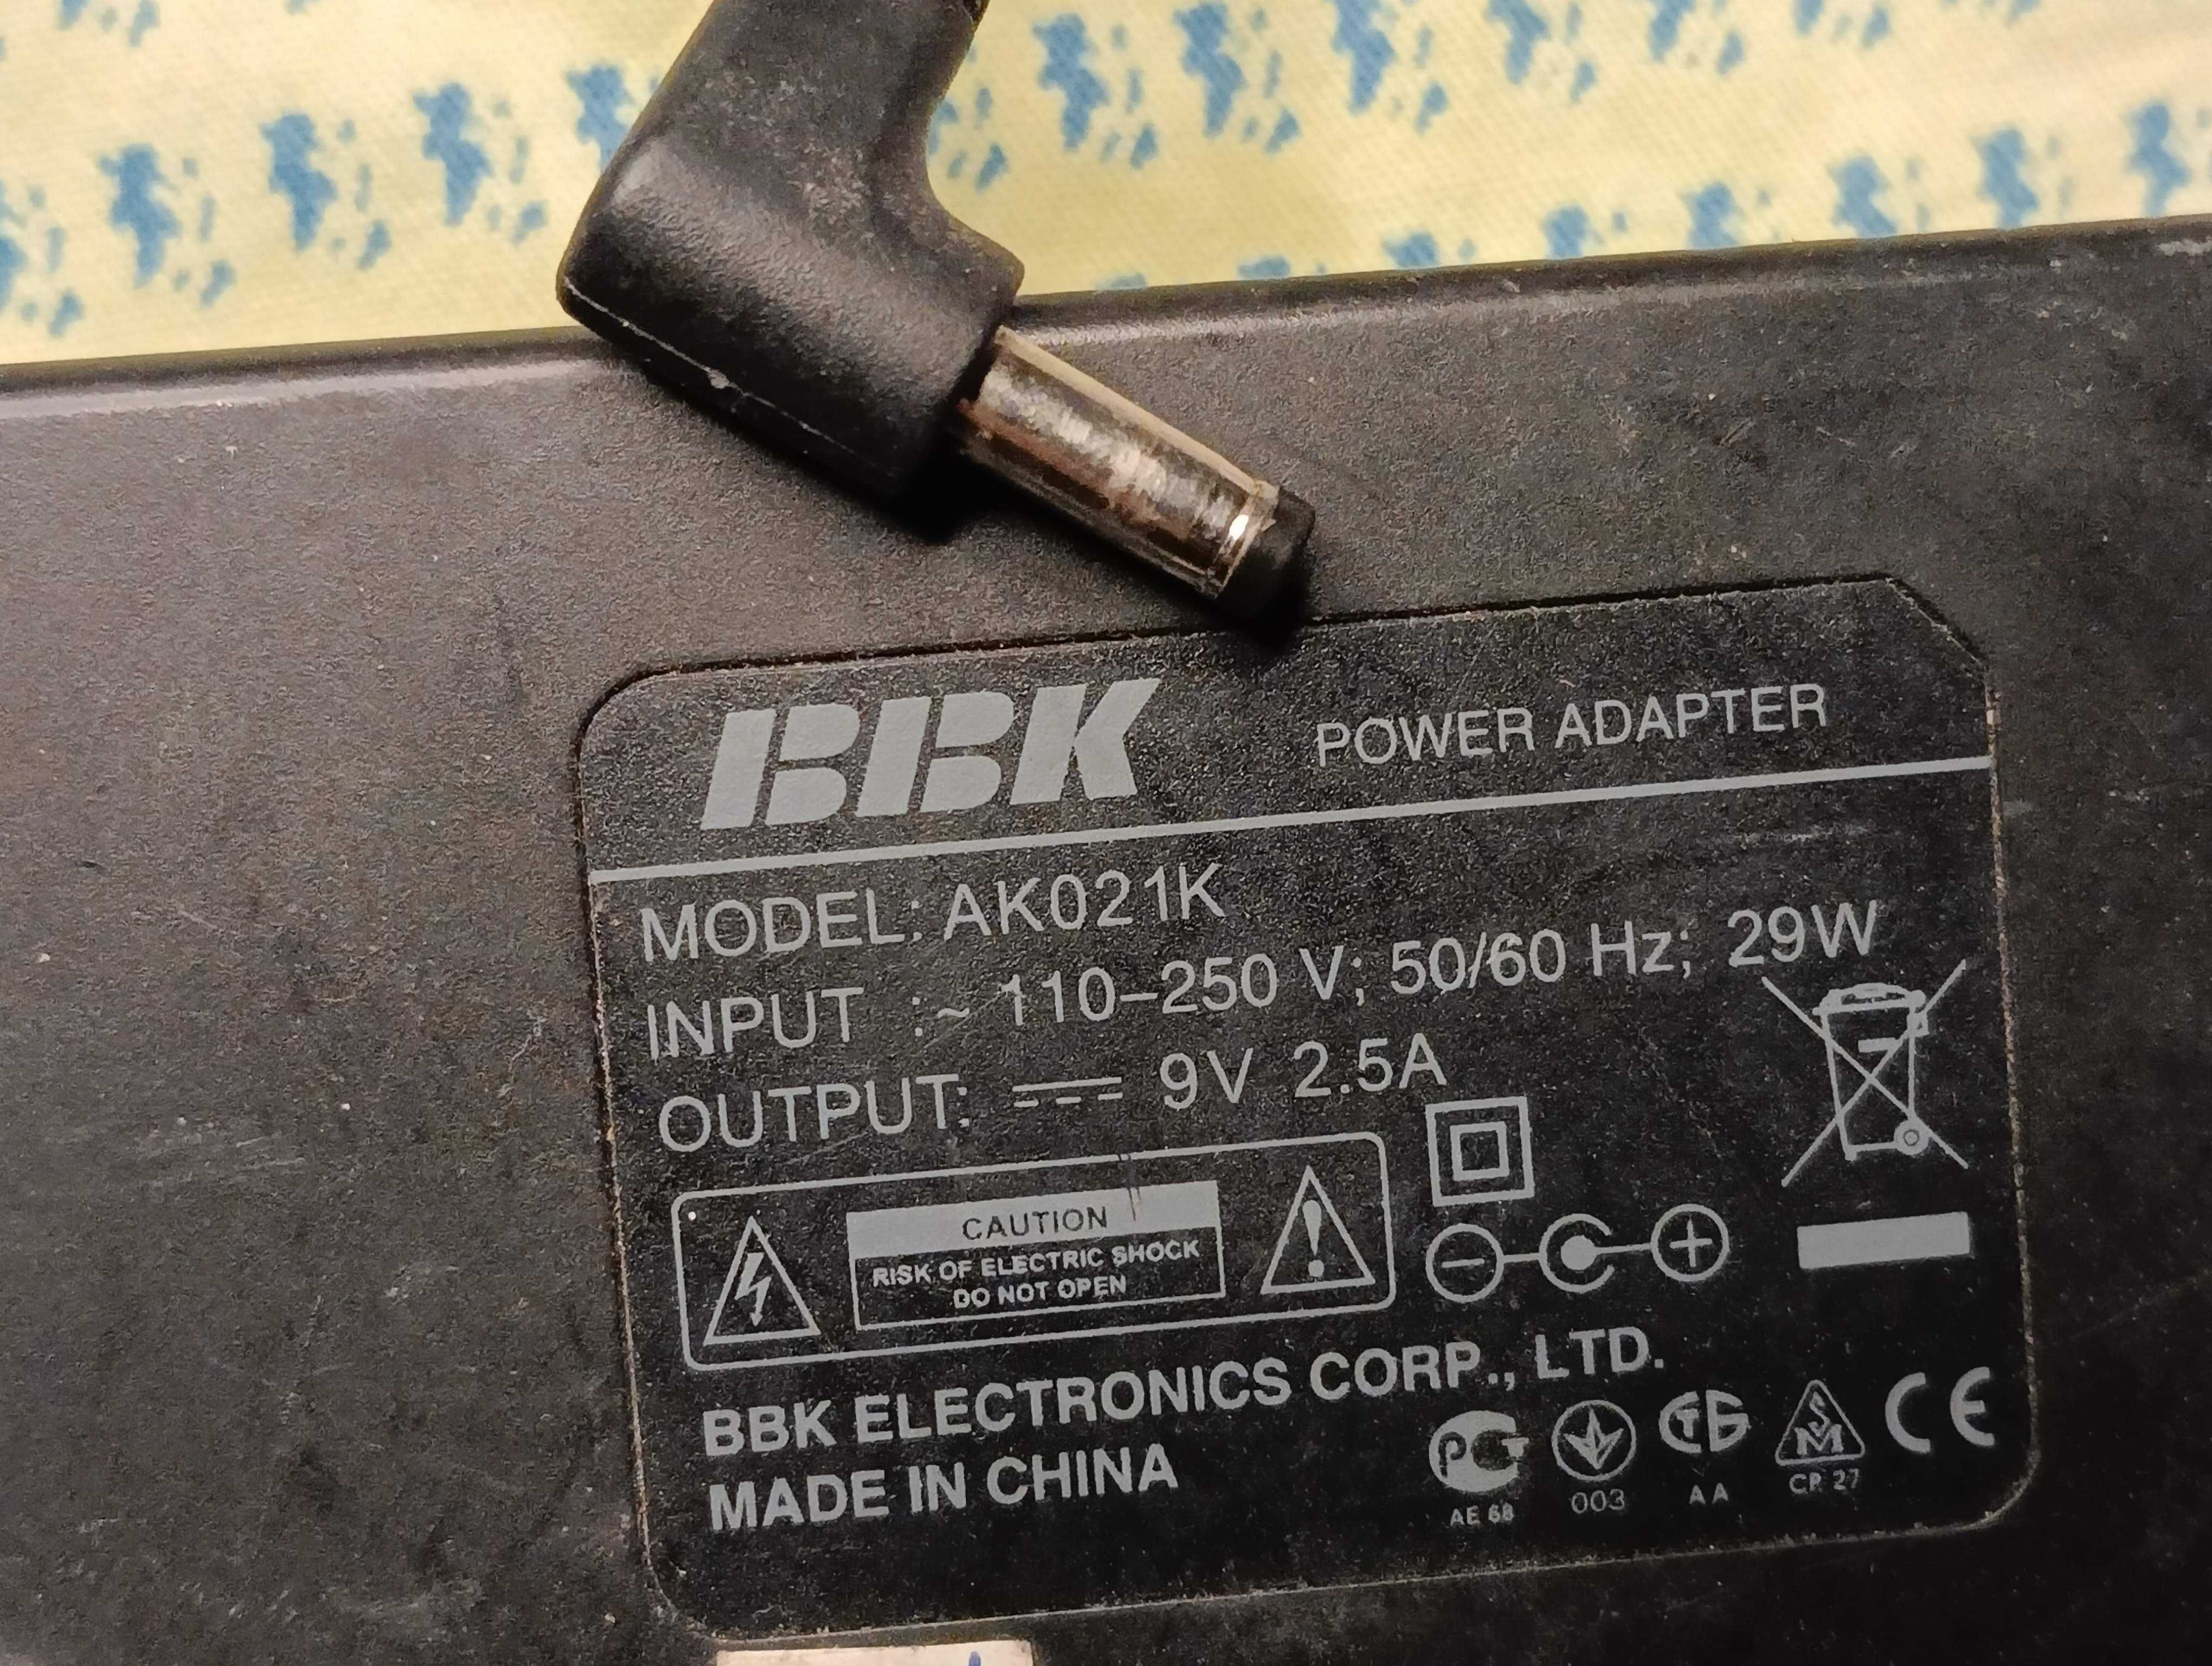 BBK POWER ADAPTER
MODEL: AK021K
INPUT :~ 110–250 V; 50/60 Hz; 29W
OUTPUT: 9V 2.5A
CAUTION
RISK OF ELECTRIC SHOCK
DO NOT OPEN
BBK ELECTRONICS CORP., LTD.
MADE IN CHINA
AE 68
003
AA
CP 27
CE